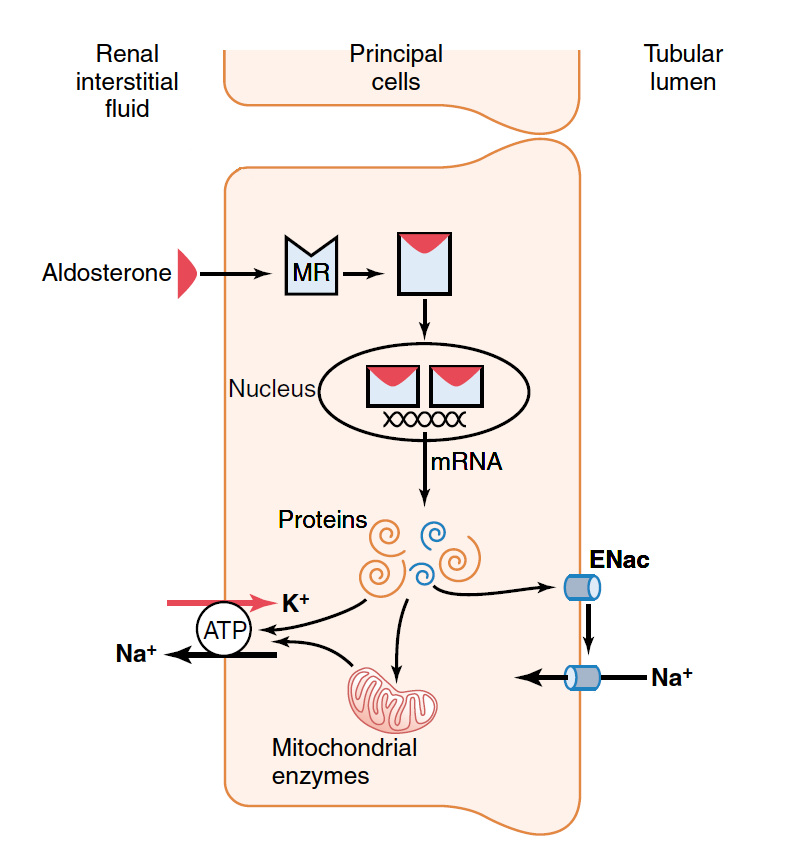 Renal
interstitial
fluid
Principal
cells
Tubular
lumen
Aldosterone
MR
Nucleus
mRNA
Proteins
ENac
K⁺
ATP
Na⁺
Na⁺
Mitochondrial
enzymes